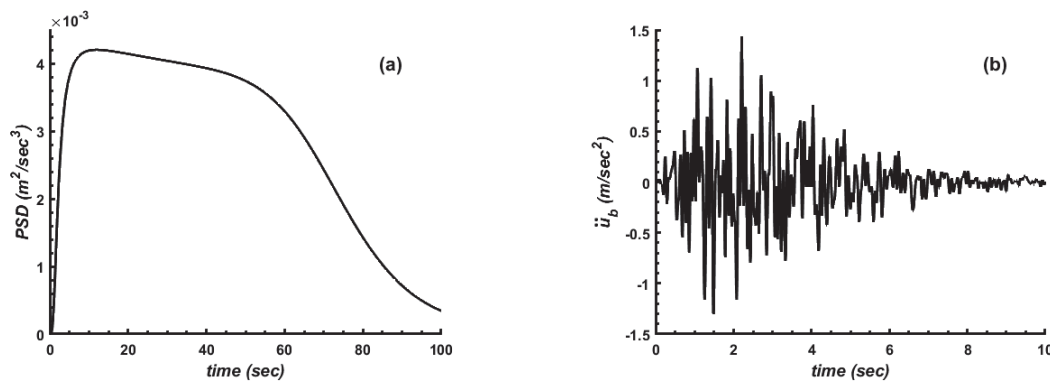 ×10⁻³
(a)
PSD (m²/sec³)
4
3
2
1
0
0 20 40 60 80 100
time (sec)
(b)
ü_b (m/sec²)
1.5
1
0.5
0
-0.5
-1
-1.5
0 2 4 6 8 10
time (sec)